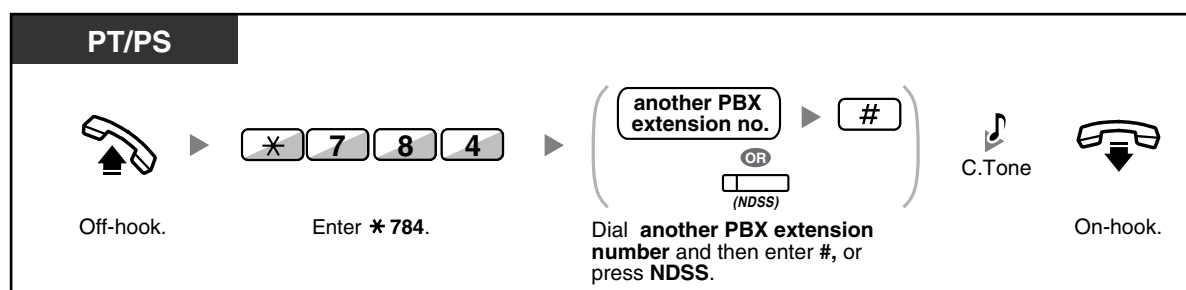 PT/PS
✳ 7 8 4
another PBX
extension no.
#
OR
(NDSS)
C.Tone
Off-hook.
Enter ✳ 784.
Dial another PBX extension
number and then enter #, or
press NDSS.
On-hook.